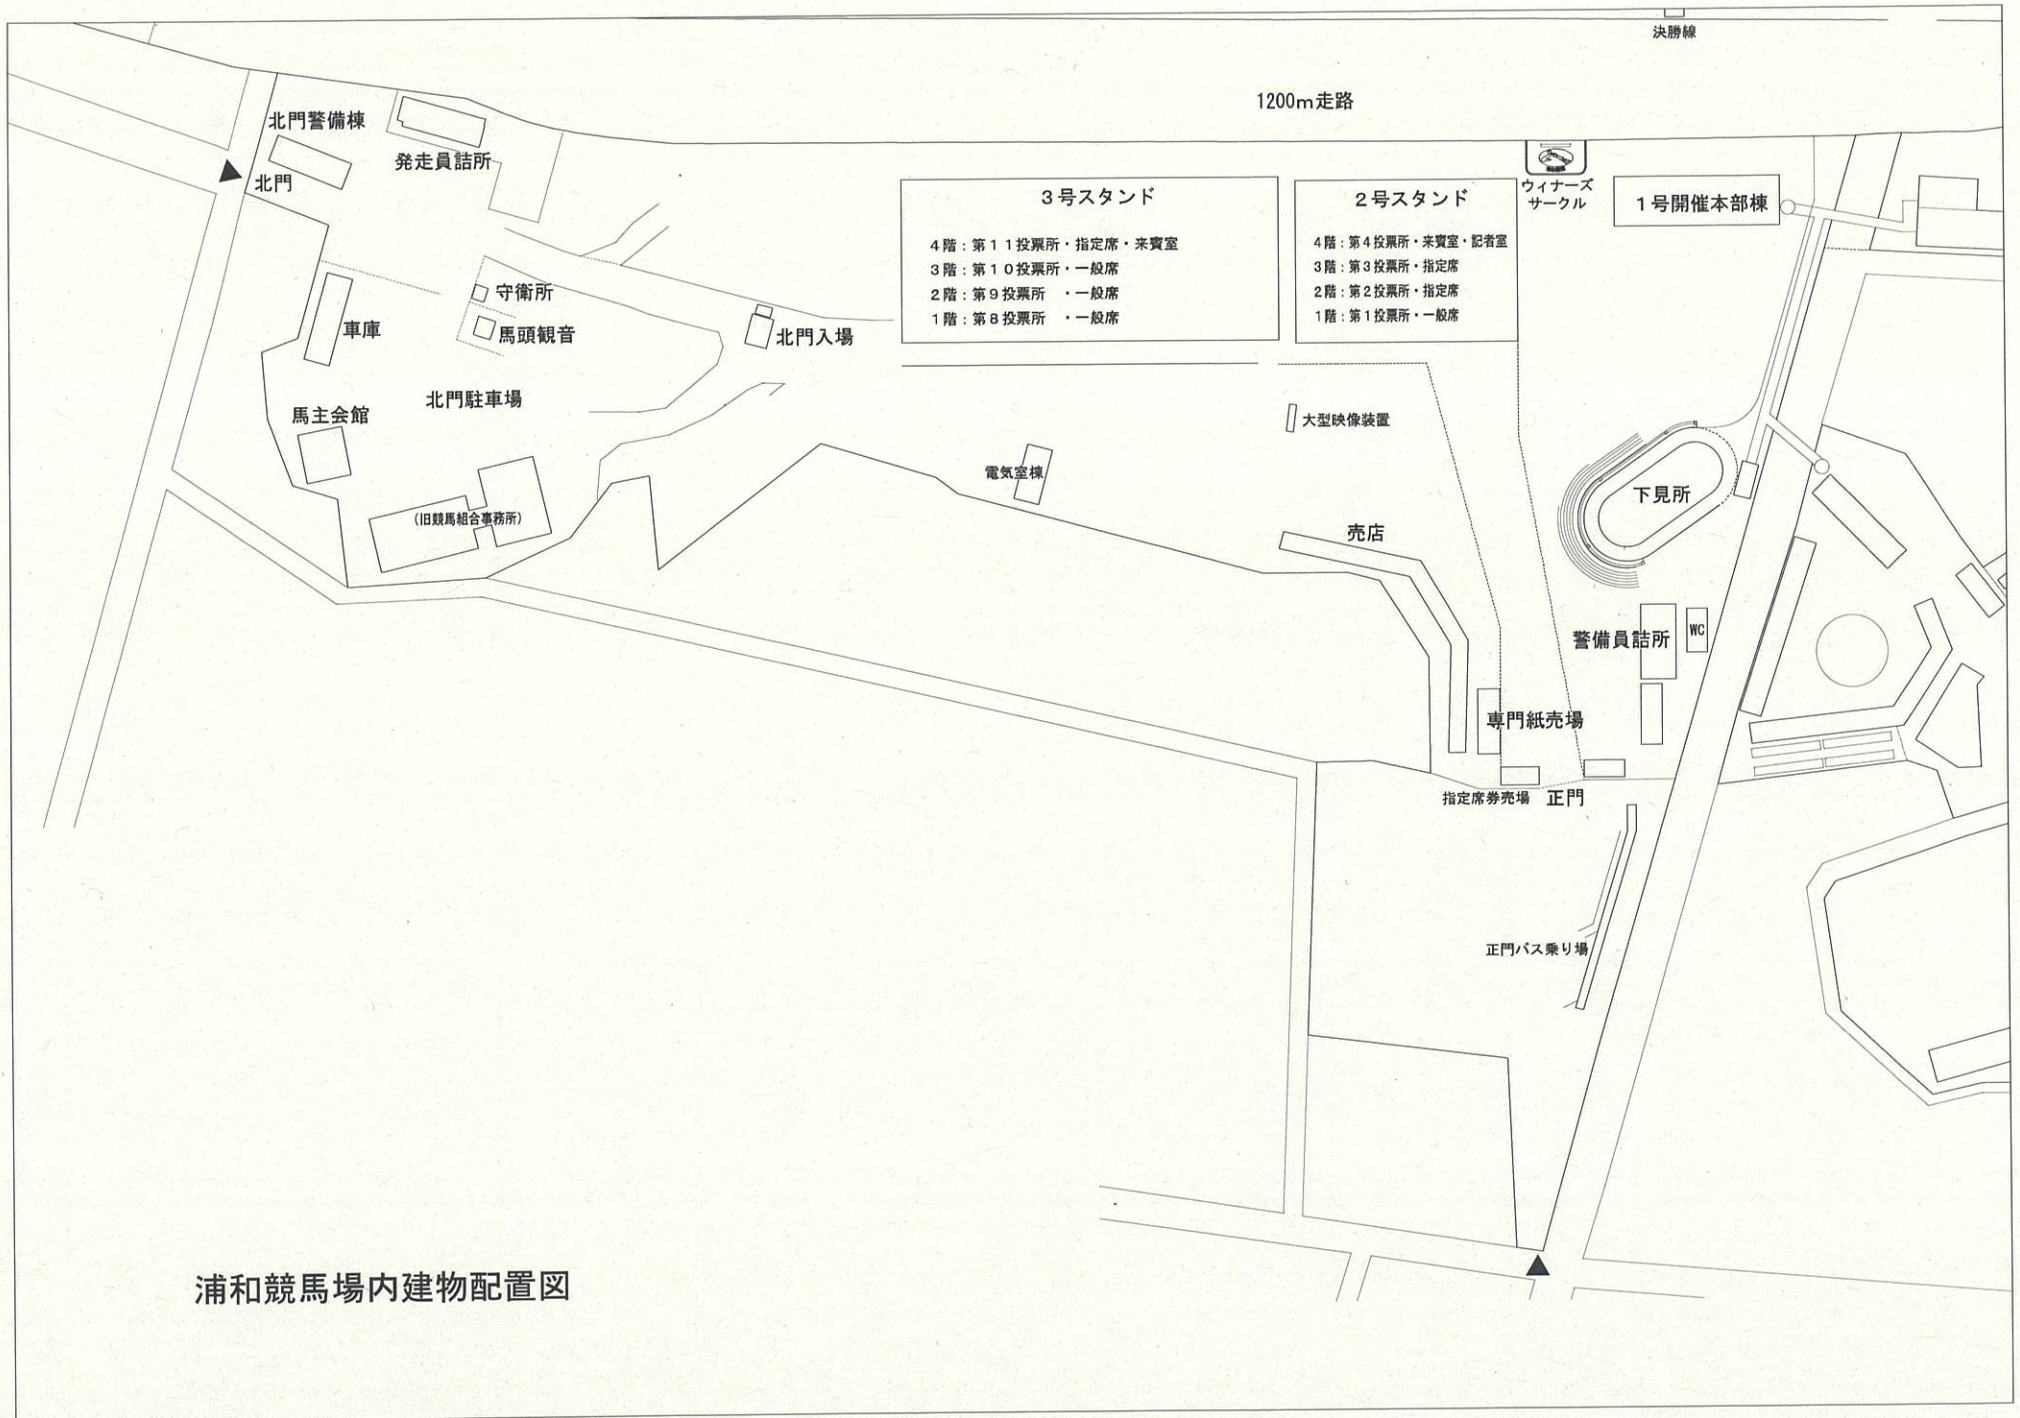 決勝線
1200m走路
北門警備棟
発走員詰所
北門
3号スタンド
4階：第11投票所・指定席・来賓室
3階：第10投票所・一般席
2階：第9投票所　・一般席
1階：第8投票所　・一般席
2号スタンド
4階：第4投票所・来賓室・記者室
3階：第3投票所・指定席
2階：第2投票所・指定席
1階：第1投票所・一般席
ウィナーズ
サークル
1号開催本部棟
守衛所
馬頭観音
車庫
北門入場
北門駐車場
馬主会館
大型映像装置
電気室棟
下見所
(旧競馬組合事務所)
売店
警備員詰所
WC
専門紙売場
指定席券売場
正門
正門バス乗り場
浦和競馬場内建物配置図